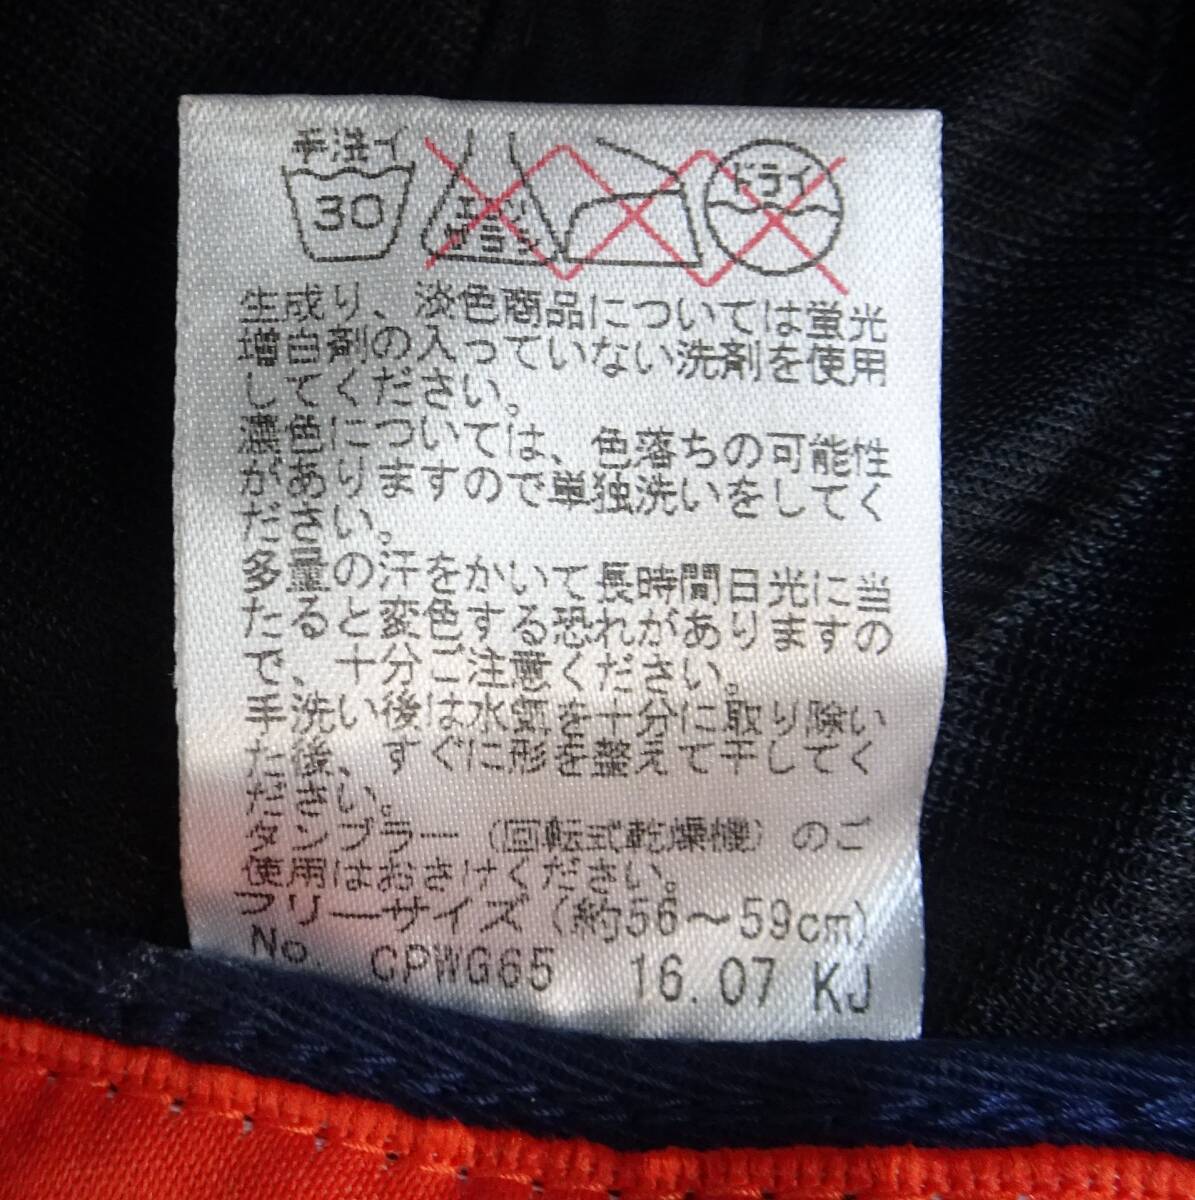 手洗イ
30
エンソサラシ
ドライ
生成り、淡色商品については蛍光
増白剤の入っていない洗剤を使用
してください。
濃色については、色落ちの可能性
がありますので単独洗いをしてく
ださい。
多量の汗をかいて長時間日光に当
たると変色する恐れがありますの
で、十分ご注意ください。
手洗い後は水気を十分に取り除い
た後、すぐに形を整えて干してく
ださい。
タンブラー（回転式乾燥機）のご
使用はおさけください。
フリーサイズ（約56～59cm)
No. CPWG65 16.07 KJ